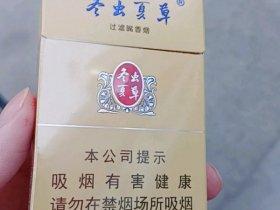 冬虫夏草®
过滤嘴香烟
冬虫
夏草
本公司提示
吸烟有害健康
请勿在禁烟场所吸烟